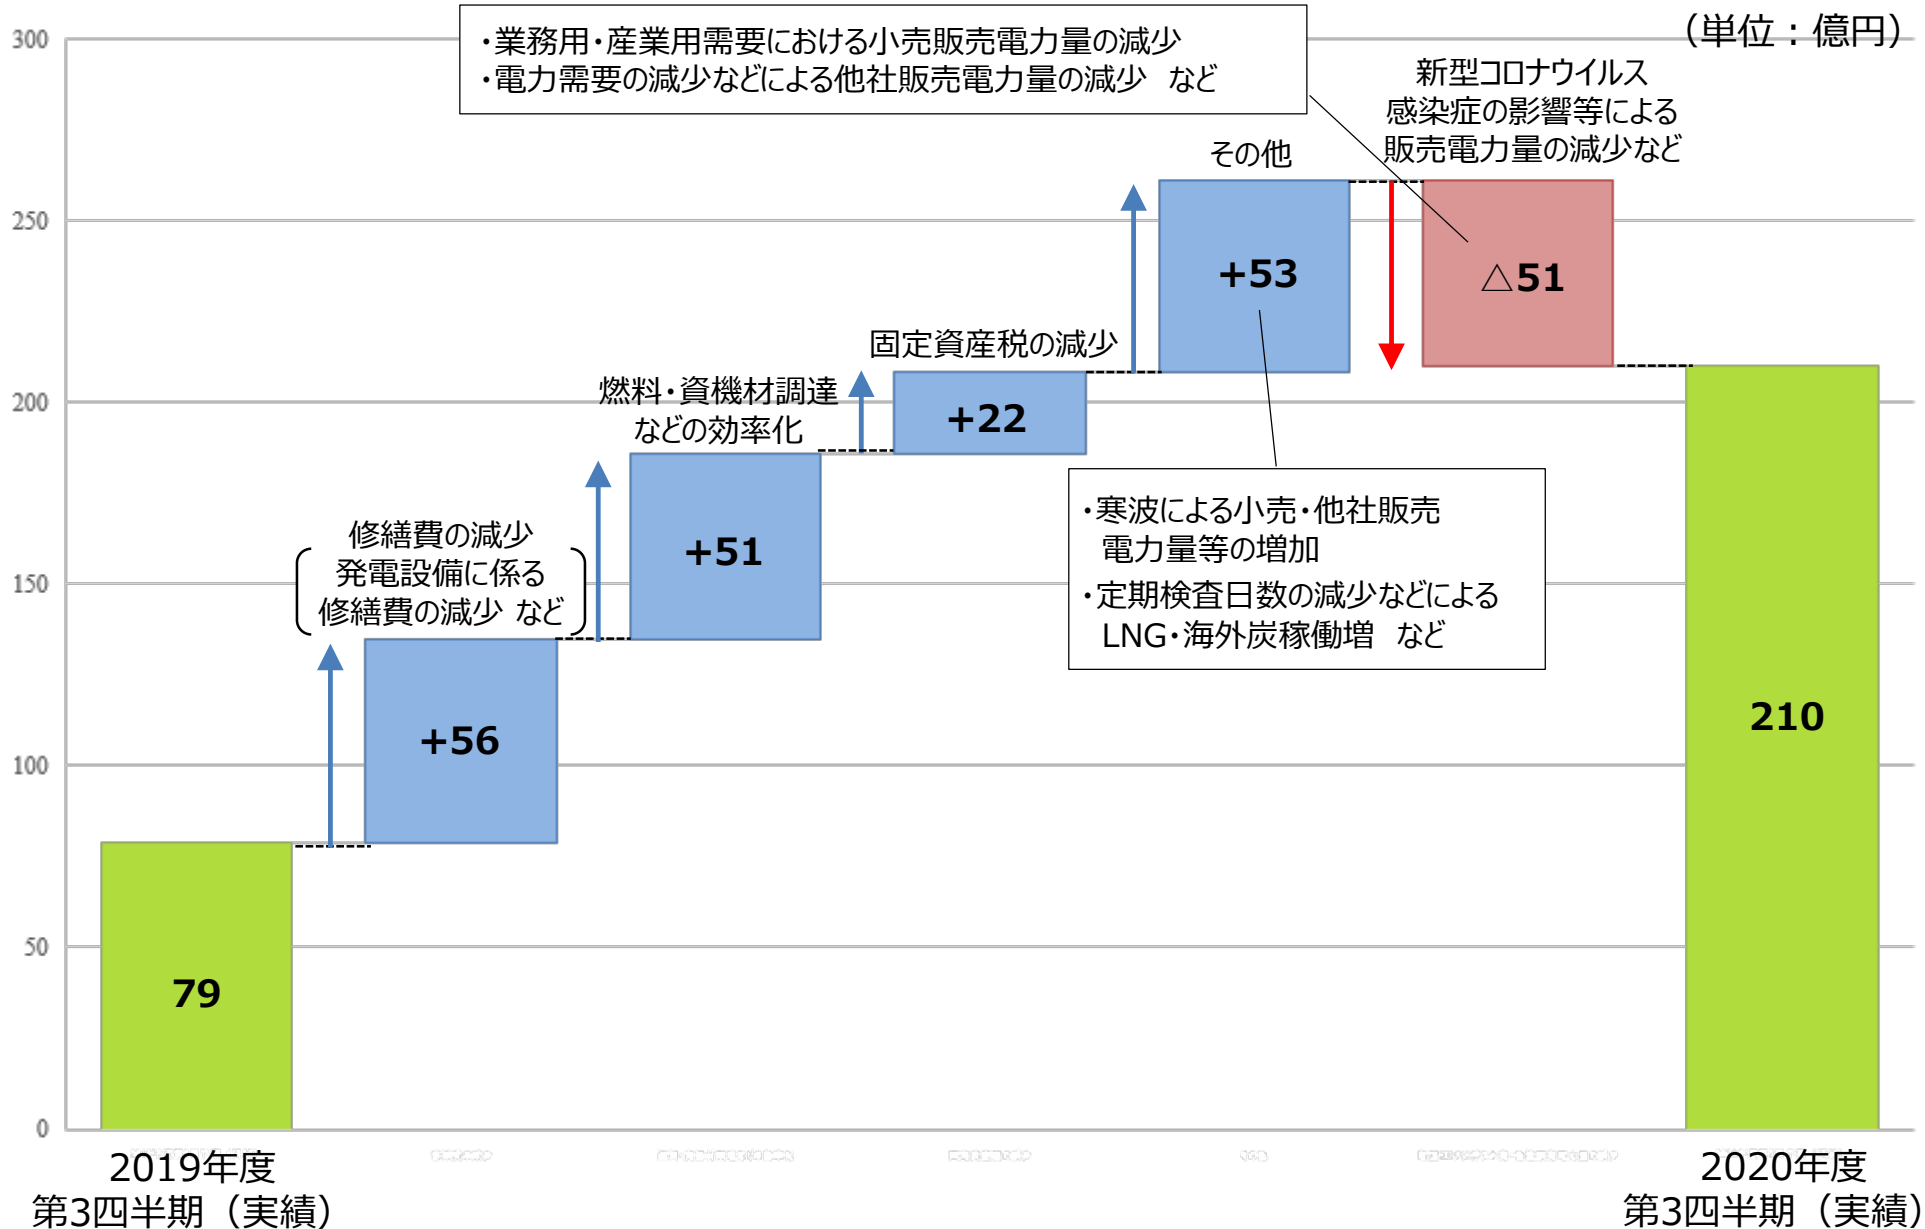 （単位：億円）
・業務用・産業用需要における小売販売電力量の減少
・電力需要の減少などによる他社販売電力量の減少 など
新型コロナウイルス
感染症の影響等による
販売電力量の減少など
その他
固定資産税の減少
燃料・資機材調達
などの効率化
修繕費の減少
発電設備に係る
修繕費の減少 など
300
250
200
150
100
50
0
79
+56
+51
+22
+53
△51
210
・寒波による小売・他社販売
電力量等の増加
・定期検査日数の減少などによる
LNG・海外炭稼働増 など
2019年度
第3四半期（実績）
2020年度
第3四半期（実績）